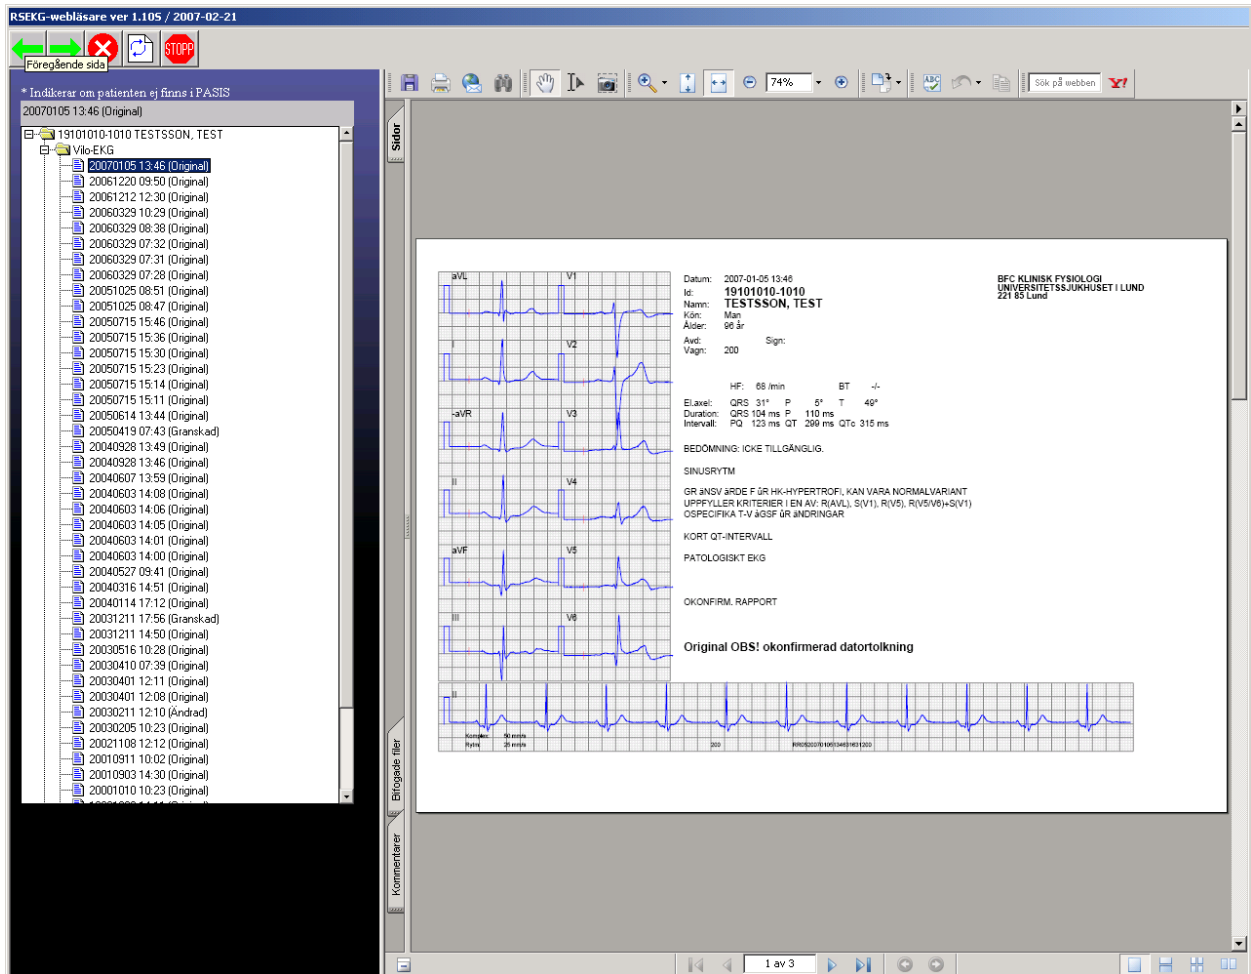 RSEKG-webläsare ver 1.105 / 2007-02-21
STOPP
Föregående sida
* Indikerar om patienten ej finns i PASIS
20070105 13:46 (Original)
19101010-1010 TESTSSON, TEST
Vilo-EKG
20070105 13:46 (Original)
20061220 09:50 (Original)
20061212 12:30 (Original)
20060329 10:29 (Original)
20060329 08:38 (Original)
20060329 07:32 (Original)
20060329 07:31 (Original)
20060329 07:28 (Original)
20051025 08:51 (Original)
20051025 08:47 (Original)
20050715 15:46 (Original)
20050715 15:36 (Original)
20050715 15:30 (Original)
20050715 15:23 (Original)
20050715 15:14 (Original)
20050715 15:11 (Original)
20050614 13:44 (Original)
20050419 07:43 (Granskad)
20040928 13:49 (Original)
20040928 13:46 (Original)
20040607 13:59 (Original)
20040603 14:08 (Original)
20040603 14:06 (Original)
20040603 14:05 (Original)
20040603 14:01 (Original)
20040603 14:00 (Original)
20040527 09:41 (Original)
20040316 14:51 (Original)
20040114 17:12 (Original)
20031211 17:56 (Granskad)
20031211 14:50 (Original)
20030516 10:28 (Original)
20030410 07:39 (Original)
20030401 12:11 (Original)
20030401 12:08 (Original)
20030211 12:10 (Ändrad)
20030205 10:23 (Original)
20021108 12:12 (Original)
20010911 10:02 (Original)
20010903 14:30 (Original)
20001010 10:23 (Original)
74%
ABC
Sök på webben
Y!
Sidor
Bifogade filer
Kommentarer
aVL V1
I V2
-aVR V3
II V4
aVF V5
III V6
II
Komplex: 50 mm/s
Rytm: 25 mm/s
200
Datum: 2007-01-05 13:46
Id: 19101010-1010
Namn: TESTSSON, TEST
Kön: Man
Ålder: 96 år
Avd: Sign:
Vagn: 200
BFC KLINISK FYSIOLOGI
UNIVERSITETSSJUKHUSET I LUND
221 85 Lund
HF: 68 /min BT -/-
El.axel: QRS 31° P 5° T 49°
Duration: QRS 104 ms P 110 ms
Intervall: PQ 123 ms QT 299 ms QTc 315 ms
BEDÖMNING: ICKE TILLGÄNGLIG.
SINUSRYTM
GR äNSV äRDE F üR HK-HYPERTROFI, KAN VARA NORMALVARIANT
UPPFYLLER KRITERIER I EN AV: R(AVL), S(V1), R(V5), R(V5/V6)+S(V1)
OSPECIFIKA T-V äGSF üR äNDRINGAR
KORT QT-INTERVALL
PATOLOGISKT EKG
OKONFIRM. RAPPORT
Original OBS! okonfirmerad datortolkning
1 av 3